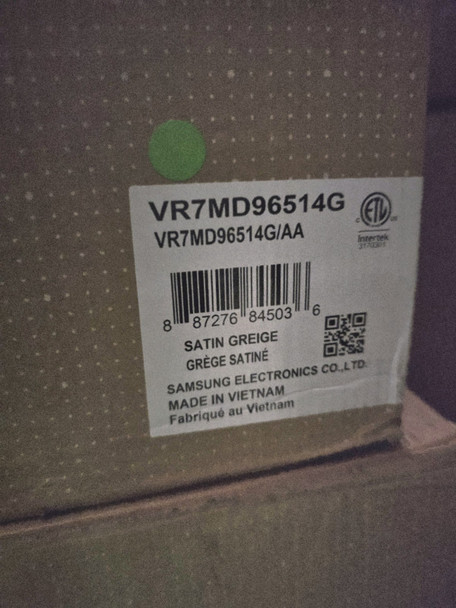 VR7MD96514G
VR7MD96514G/AA
ETL
Intertek
8 87276 84503 6
SATIN GREIGE
GRÈGE SATINÉ
SAMSUNG ELECTRONICS CO.,LTD.
MADE IN VIETNAM
Fabriqué au Vietnam